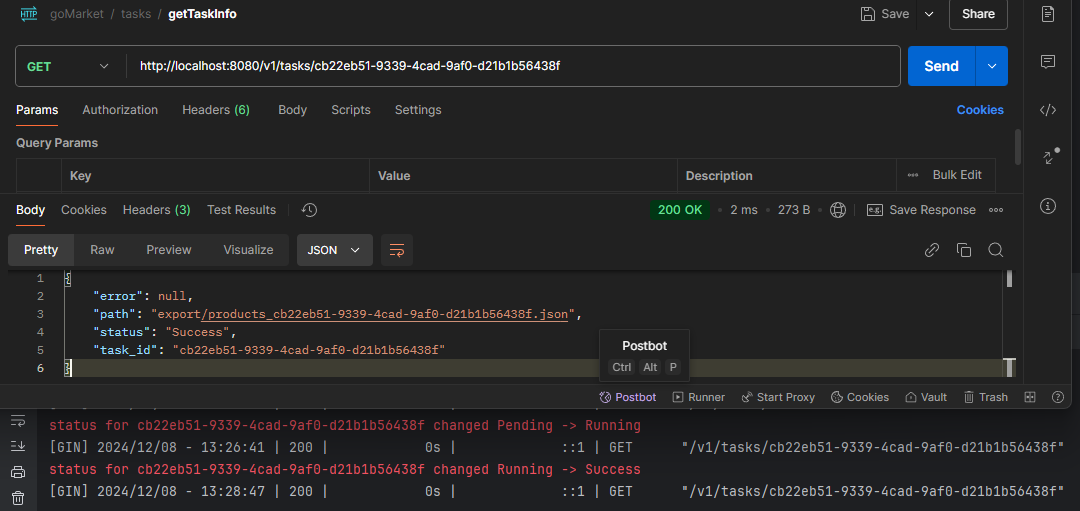 HTTP goMarket / tasks / getTaskInfo Save Share
GET http://localhost:8080/v1/tasks/cb22eb51-9339-4cad-9af0-d21b1b56438f Send
Params Authorization Headers (6) Body Scripts Settings Cookies
Query Params
Key Value Description ••• Bulk Edit
Body Cookies Headers (3) Test Results 200 OK • 2 ms • 273 B • e.g. Save Response •••
Pretty Raw Preview Visualize JSON
1 {
2 "error": null,
3 "path": "export/products_cb22eb51-9339-4cad-9af0-d21b1b56438f.json",
4 "status": "Success",
5 "task_id": "cb22eb51-9339-4cad-9af0-d21b1b56438f"
6 }
Postbot
Ctrl Alt P
Postbot Runner Start Proxy Cookies Vault Trash
status for cb22eb51-9339-4cad-9af0-d21b1b56438f changed Pending -> Running
[GIN] 2024/12/08 - 13:26:41 | 200 | 0s | ::1 | GET "/v1/tasks/cb22eb51-9339-4cad-9af0-d21b1b56438f"
status for cb22eb51-9339-4cad-9af0-d21b1b56438f changed Running -> Success
[GIN] 2024/12/08 - 13:28:47 | 200 | 0s | ::1 | GET "/v1/tasks/cb22eb51-9339-4cad-9af0-d21b1b56438f"